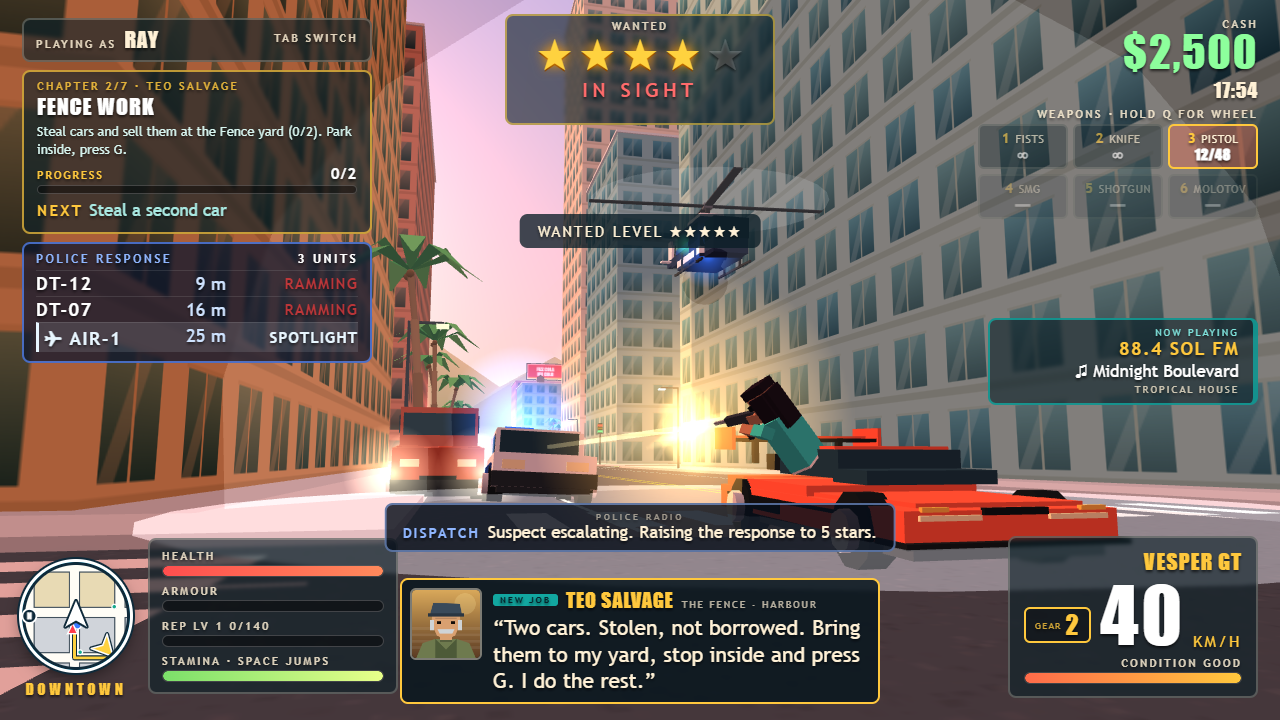 PLAYING AS RAY TAB SWITCH
CHAPTER 2/7 · TEO SALVAGE
FENCE WORK
Steal cars and sell them at the Fence yard (0/2). Park
inside, press G.
PROGRESS 0/2
NEXT Steal a second car
POLICE RESPONSE 3 UNITS
DT-12 9 m RAMMING
DT-07 16 m RAMMING
AIR-1 25 m SPOTLIGHT
WANTED
IN SIGHT
WANTED LEVEL ★★★★★
CASH
$2,500
17:54
WEAPONS · HOLD Q FOR WHEEL
1 FISTS ∞
2 KNIFE ∞
3 PISTOL 12/48
4 SMG —
5 SHOTGUN —
6 MOLOTOV —
NOW PLAYING
88.4 SOL FM
♫ Midnight Boulevard
TROPICAL HOUSE
POLICE RADIO
DISPATCH Suspect escalating. Raising the response to 5 stars.
DOWNTOWN
HEALTH
ARMOUR
REP LV 1 0/140
STAMINA · SPACE JUMPS
NEW JOB TEO SALVAGE THE FENCE · HARBOUR
“Two cars. Stolen, not borrowed. Bring
them to my yard, stop inside and press
G. I do the rest.”
VESPER GT
GEAR 2 40 KM/H
CONDITION GOOD